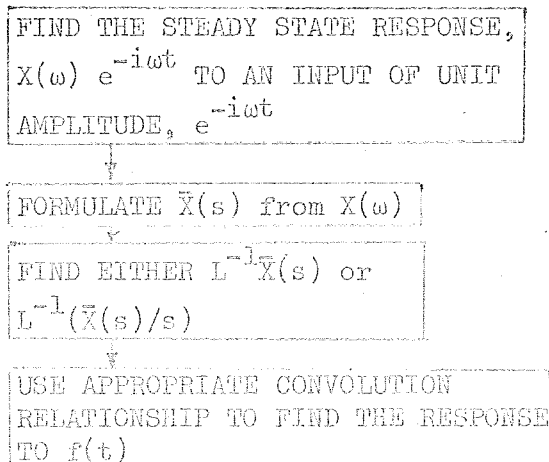 FIND THE STEADY STATE RESPONSE,
X(ω) e^{-iωt} TO AN INPUT OF UNIT
AMPLITUDE, e^{-iωt}
FORMULATE X̄(s) from X(ω)
FIND EITHER L^{-1}X̄(s) or
L^{-1}(X̄(s)/s)
USE APPROPRIATE CONVOLUTION
RELATIONSHIP TO FIND THE RESPONSE
TO f(t)